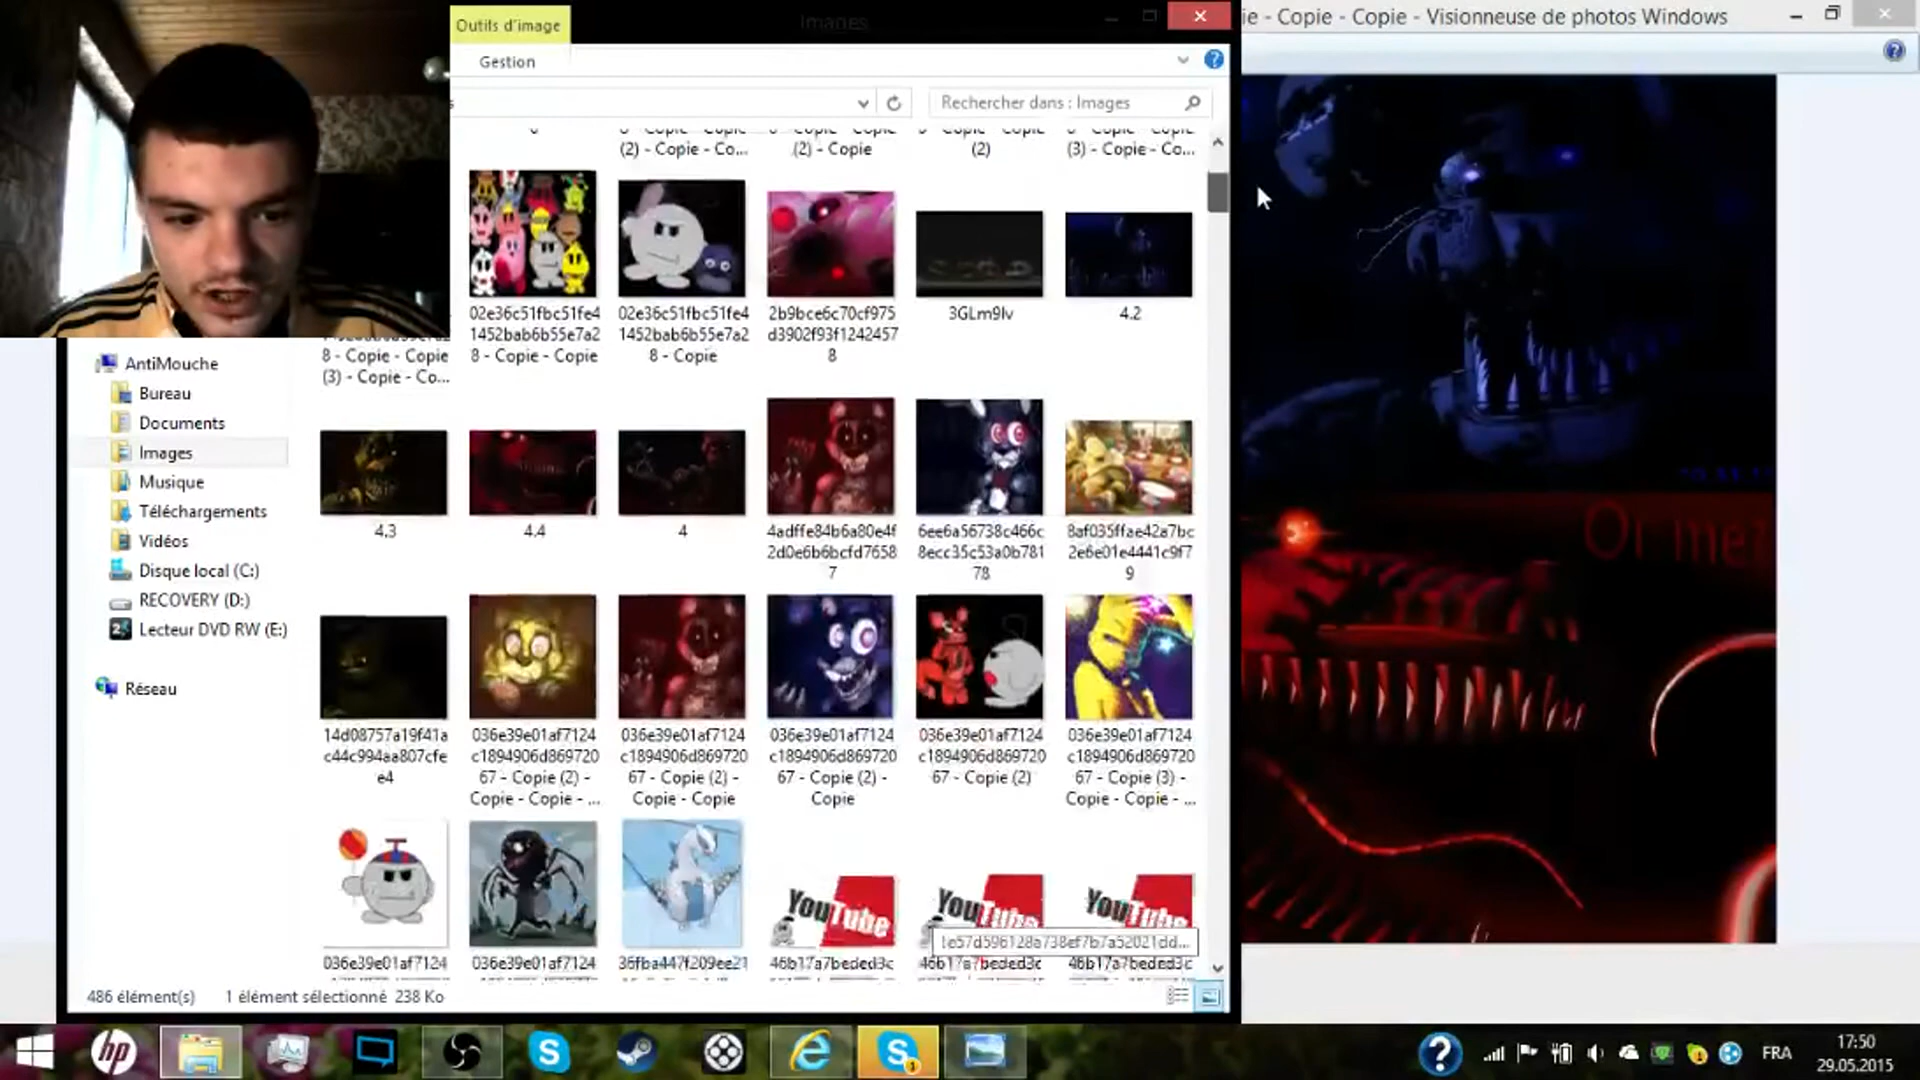 Outils d'image
Images
ie - Copie - Copie - Visionneuse de photos Windows
Gestion
Rechercher dans : Images
(2) - Copie - Co...
(2) - Copie
(2)
(3) - Copie - Co...
02e36c51fbc51fe4
1452bab6b55e7a2
8 - Copie - Copie
02e36c51fbc51fe4
1452bab6b55e7a2
8 - Copie
2b9bce6c70cf975
d3902f93f1242457
8
3GLm9lv
4.2
8 - Copie - Copie
(3) - Copie - Co...
AntiMouche
Bureau
Documents
Images
Musique
Téléchargements
Vidéos
Disque local (C:)
RECOVERY (D:)
Lecteur DVD RW (E:)
Réseau
4.3
4.4
4
4adffe84b6a80e4f
2d0e6b6bcfd7658
7
6ee6a56738c466c
8ecc35c53a0b781
78
8af035ffae42a7bc
2e6e01e4441c9f7
9
Or me
14d08757a19f41a
c44c994aa807cfe
e4
036e39e01af7124
c1894906d869720
67 - Copie (2) -
Copie - Copie - ...
036e39e01af7124
c1894906d869720
67 - Copie (2) -
Copie - Copie
036e39e01af7124
c1894906d869720
67 - Copie (2) -
Copie
036e39e01af7124
c1894906d869720
67 - Copie (2)
036e39e01af7124
c1894906d869720
67 - Copie (3) -
Copie - Copie - ...
YouTube
YouTube
YouTube
1e57d596128a738ef7b7a52021dd...
036e39e01af7124
036e39e01af7124
36fba447f209ee21
46b17a7beded3c
46b17a7beded3c
46b17a7beded3c
486 élément(s)
1 élément sélectionné 238 Ko
hp
FRA
17:50
29.05.2015